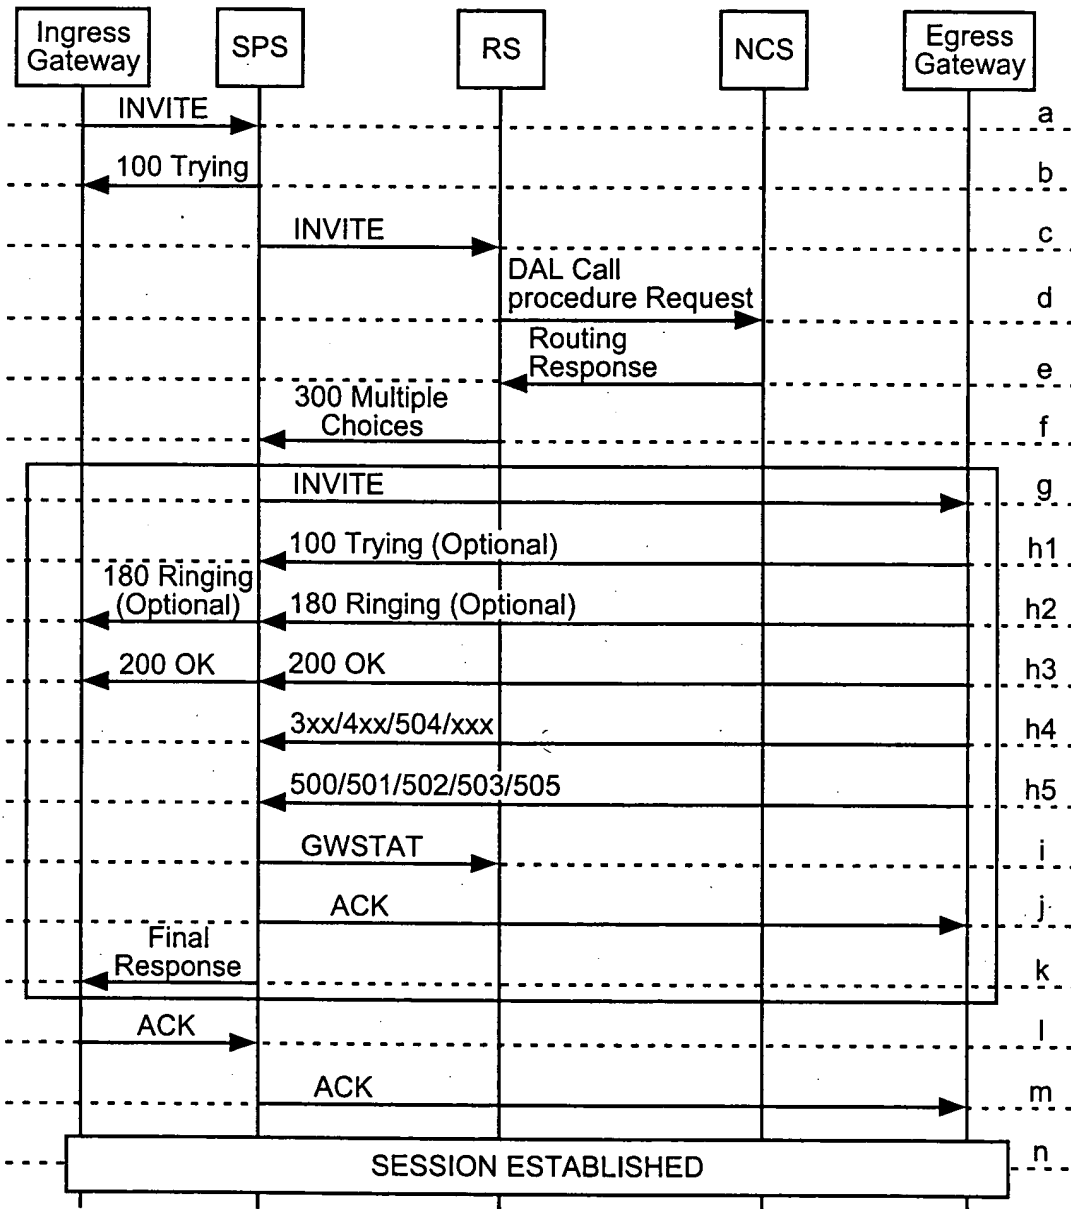 Ingress
Gateway
SPS
RS
NCS
Egress
Gateway
INVITE
a
100 Trying
b
INVITE
c
DAL Call
procedure Request
d
Routing
Response
e
300 Multiple
Choices
f
INVITE
g
100 Trying (Optional)
h1
180 Ringing
(Optional)
180 Ringing (Optional)
h2
200 OK
200 OK
h3
3xx/4xx/504/xxx
h4
500/501/502/503/505
h5
GWSTAT
i
ACK
j
Final
Response
k
ACK
l
ACK
m
SESSION ESTABLISHED
n